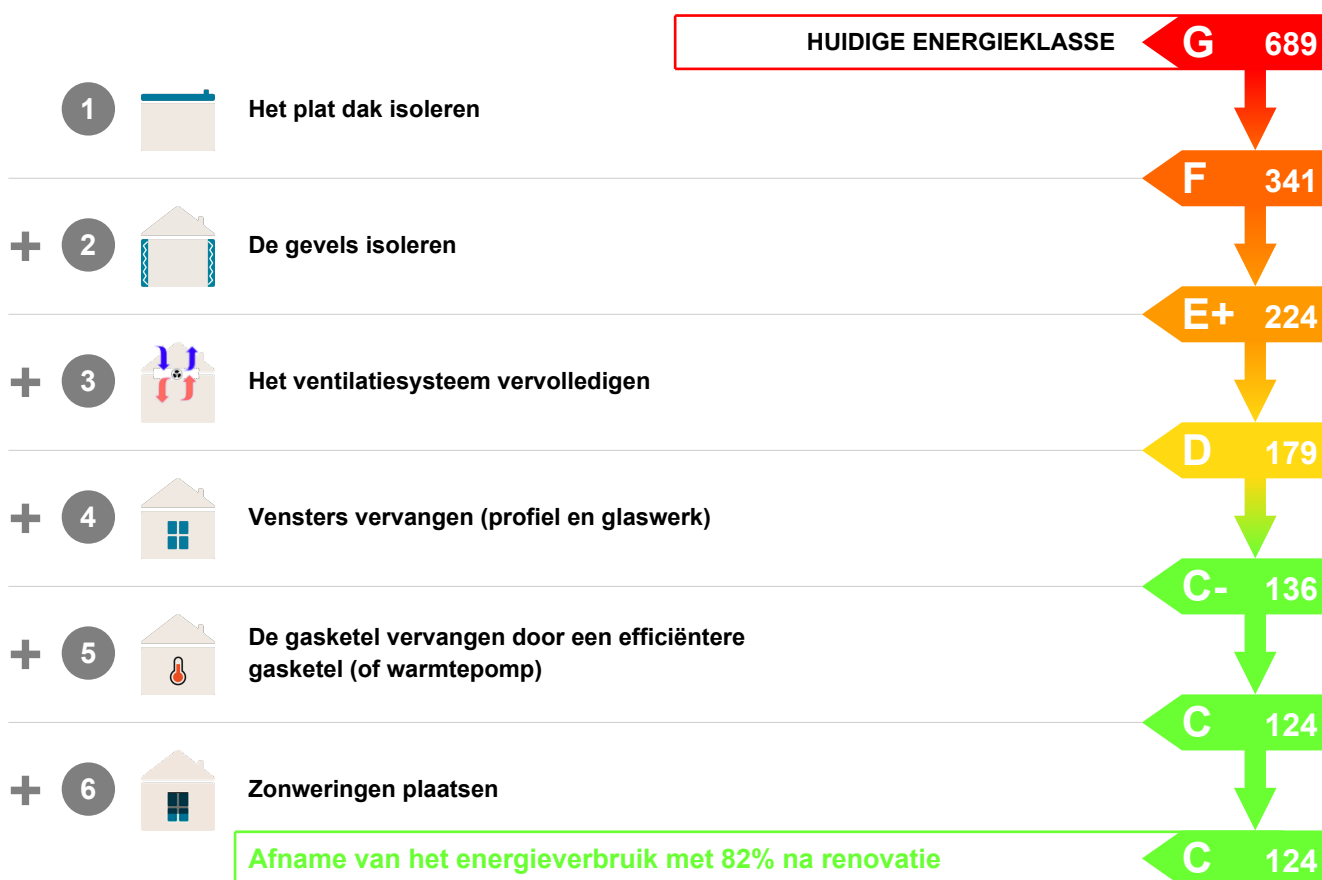 HUIDIGE ENERGIEKLASSE G 689
1 Het plat dak isoleren
F 341
+ 2 De gevels isoleren
E+ 224
+ 3 Het ventilatiesysteem vervolledigen
D 179
+ 4 Vensters vervangen (profiel en glaswerk)
C- 136
+ 5 De gasketel vervangen door een efficiëntere
gasketel (of warmtepomp)
C 124
+ 6 Zonweringen plaatsen
Afname van het energieverbruik met 82% na renovatie C 124